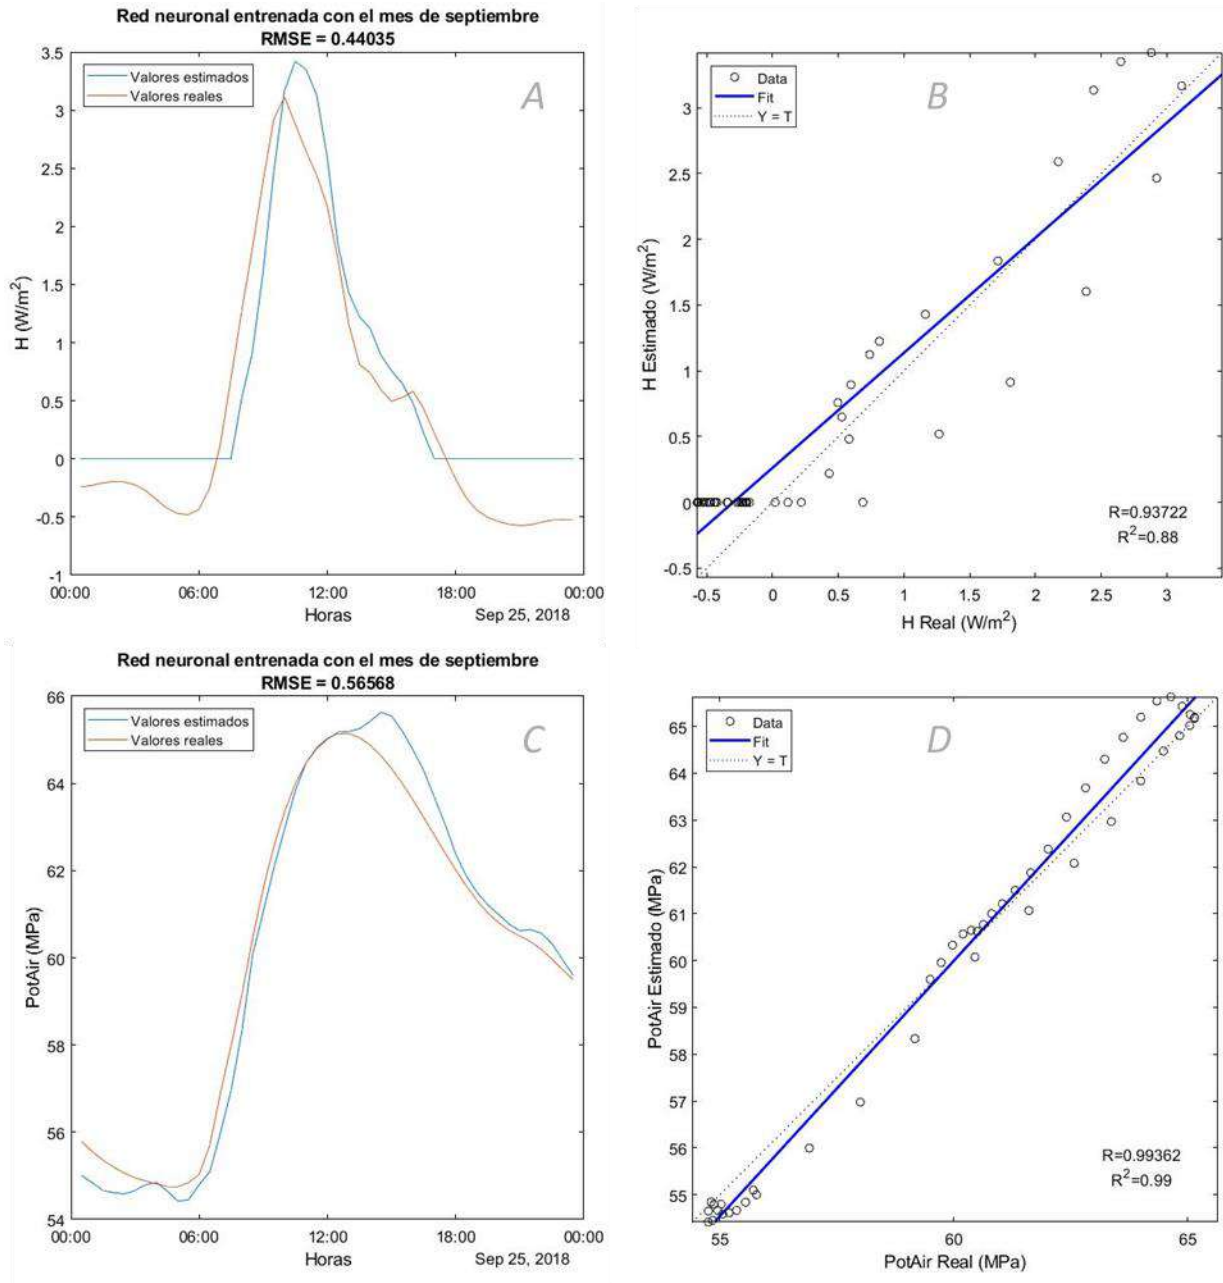 Red neuronal entrenada con el mes de septiembre
RMSE = 0.44035
3.5
3
2.5
2
1.5
1
0.5
0
-0.5
-1
H (W/m²)
Valores estimados
Valores reales
A
00:00 06:00 12:00 18:00 00:00
Horas
Sep 25, 2018
3
2.5
2
1.5
1
0.5
0
-0.5
H Estimado (W/m²)
Data
Fit
Y = T
B
R=0.93722
R²=0.88
-0.5 0 0.5 1 1.5 2 2.5 3
H Real (W/m²)
Red neuronal entrenada con el mes de septiembre
RMSE = 0.56568
66
64
62
60
58
56
54
PotAir (MPa)
Valores estimados
Valores reales
C
00:00 06:00 12:00 18:00 00:00
Horas
Sep 25, 2018
65
64
63
62
61
60
59
58
57
56
55
PotAir Estimado (MPa)
Data
Fit
Y = T
D
R=0.99362
R²=0.99
55 60 65
PotAir Real (MPa)